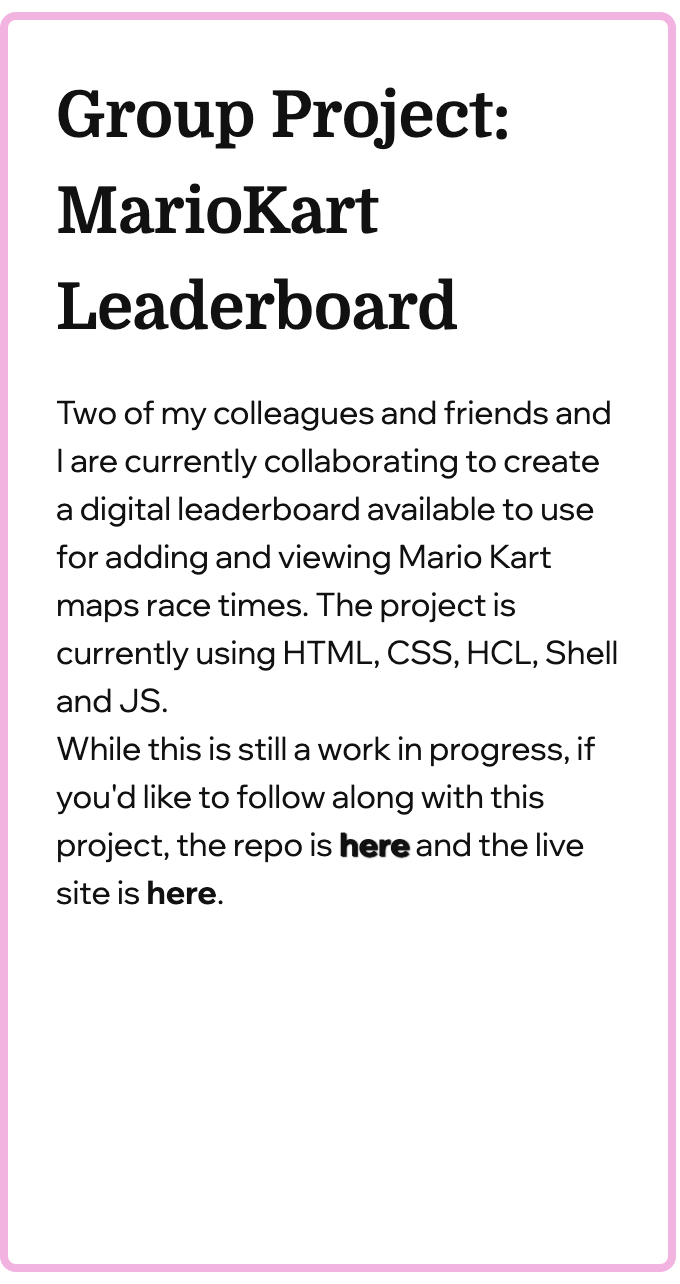 Group Project:
MarioKart
Leaderboard
Two of my colleagues and friends and
I are currently collaborating to create
a digital leaderboard available to use
for adding and viewing Mario Kart
maps race times. The project is
currently using HTML, CSS, HCL, Shell
and JS.
While this is still a work in progress, if
you'd like to follow along with this
project, the repo is here and the live
site is here.